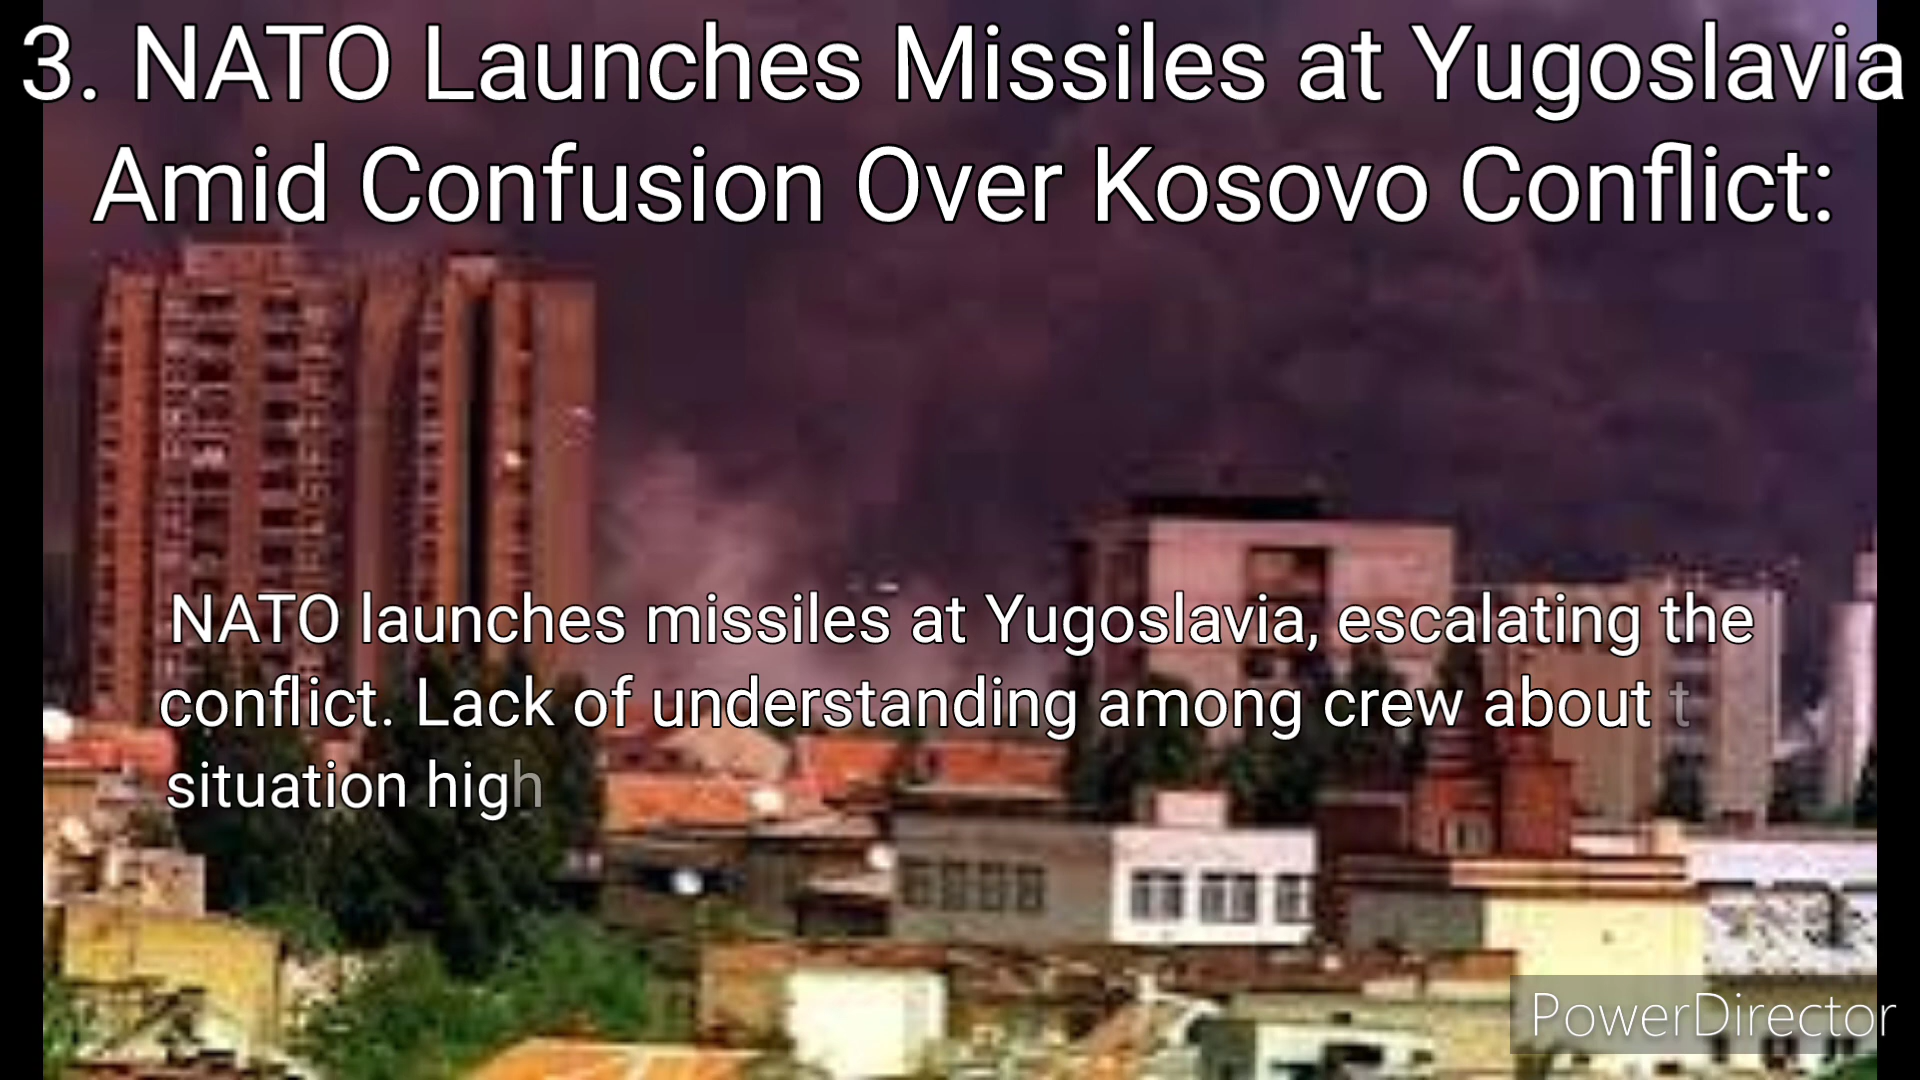 3. NATO Launches Missiles at Yugoslavia
Amid Confusion Over Kosovo Conflict:
NATO launches missiles at Yugoslavia, escalating the
conflict. Lack of understanding among crew about t
situation high
PowerDirector